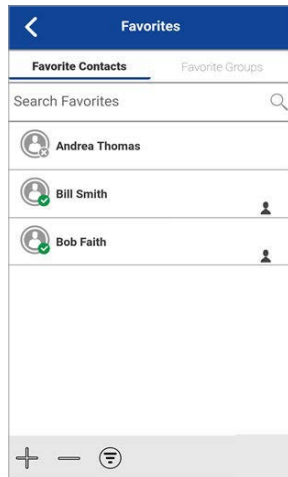 Favorites
Favorite Contacts
Favorite Groups
Search Favorites
Andrea Thomas
Bill Smith
Bob Faith